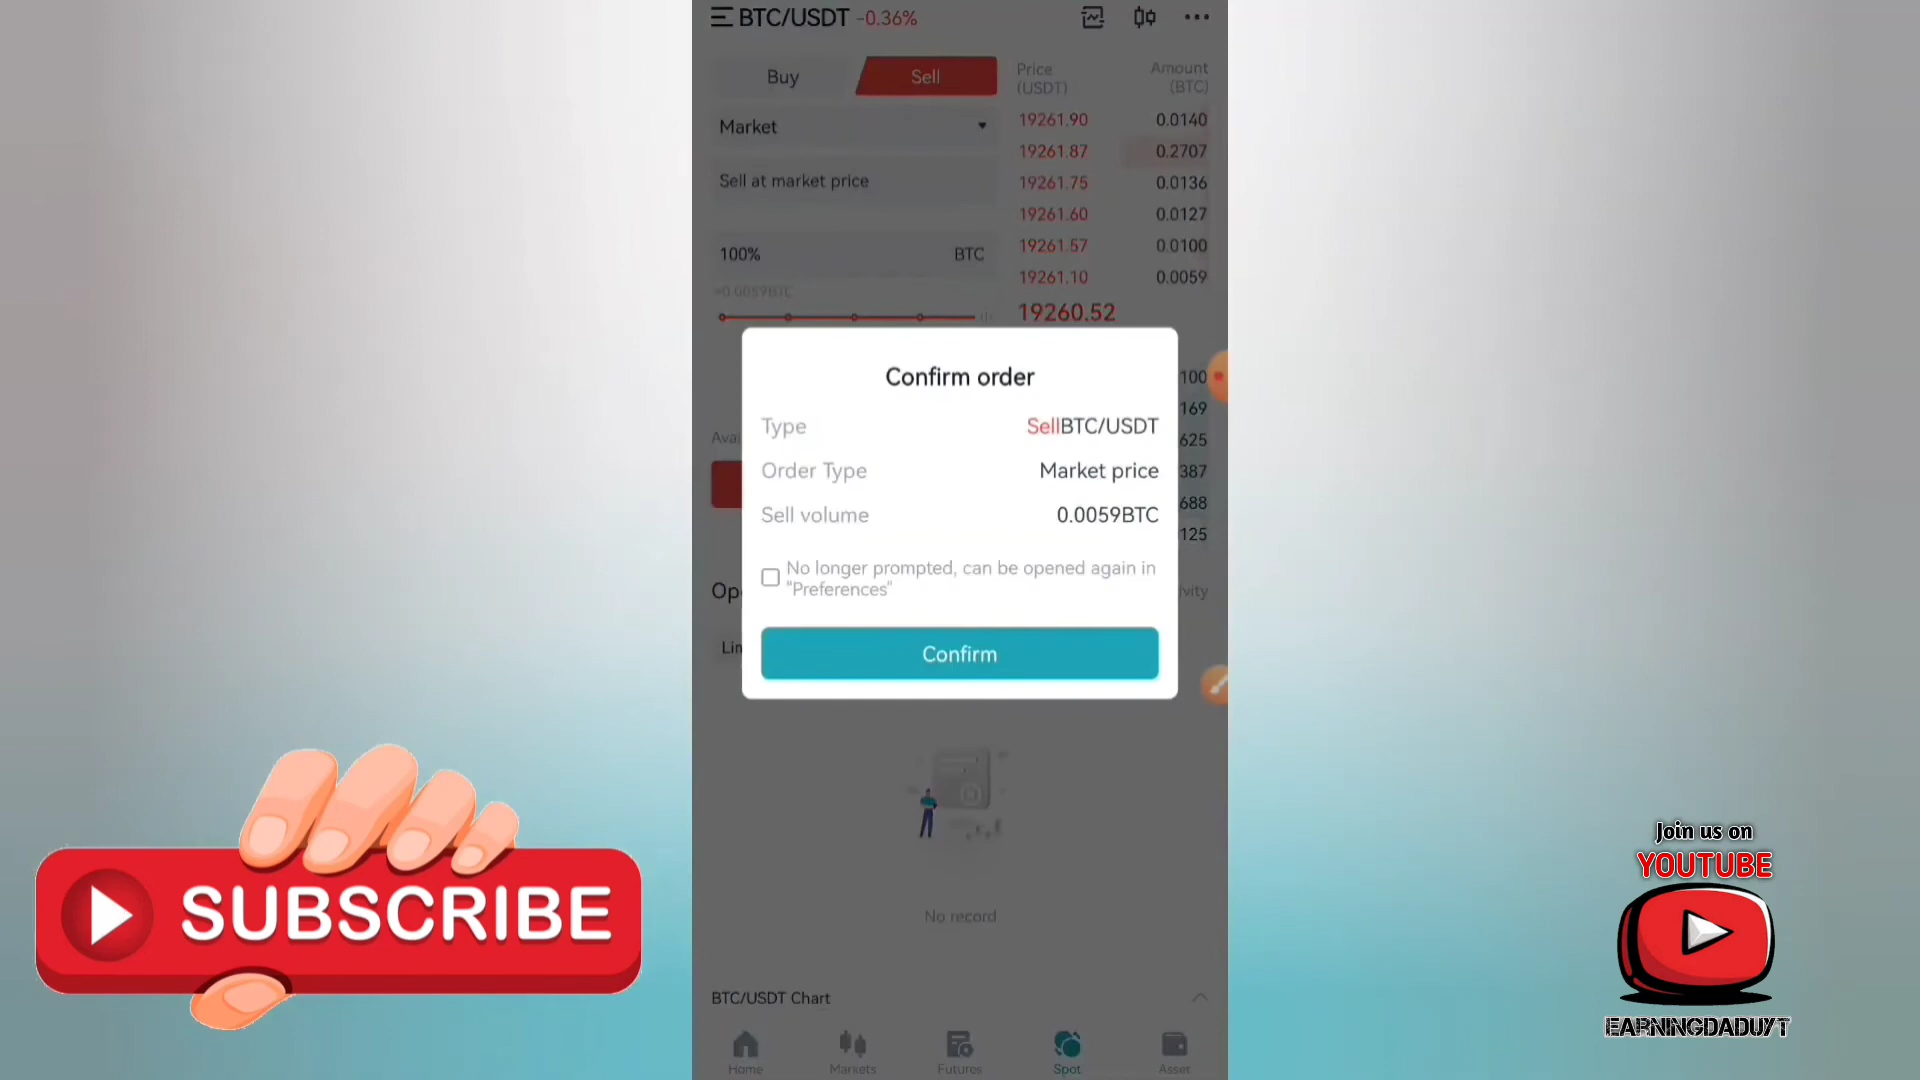 BTC/USDT -0.36%
Buy
Sell
Price
(USDT)
Amount
(BTC)
Market
Sell at market price
100%
BTC
≈0.0059BTC
19261.90 0.0140
19261.87 0.2707
19261.75 0.0136
19261.60 0.0127
19261.57 0.0100
19261.10 0.0059
19260.52
Confirm order
Type SellBTC/USDT
Order Type Market price
Sell volume 0.0059BTC
No longer prompted, can be opened again in
"Preferences"
Confirm
100
169
625
387
688
125
No record
BTC/USDT Chart
Home
Markets
Futures
Spot
Asset
SUBSCRIBE
Join us on
YOUTUBE
EARNINGDADUYT